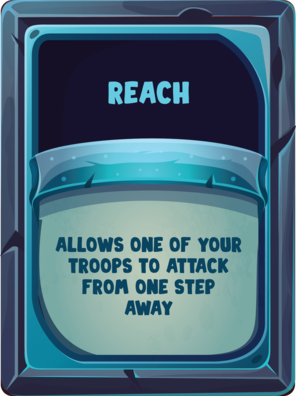 REACH
ALLOWS ONE OF YOUR
TROOPS TO ATTACK
FROM ONE STEP
AWAY